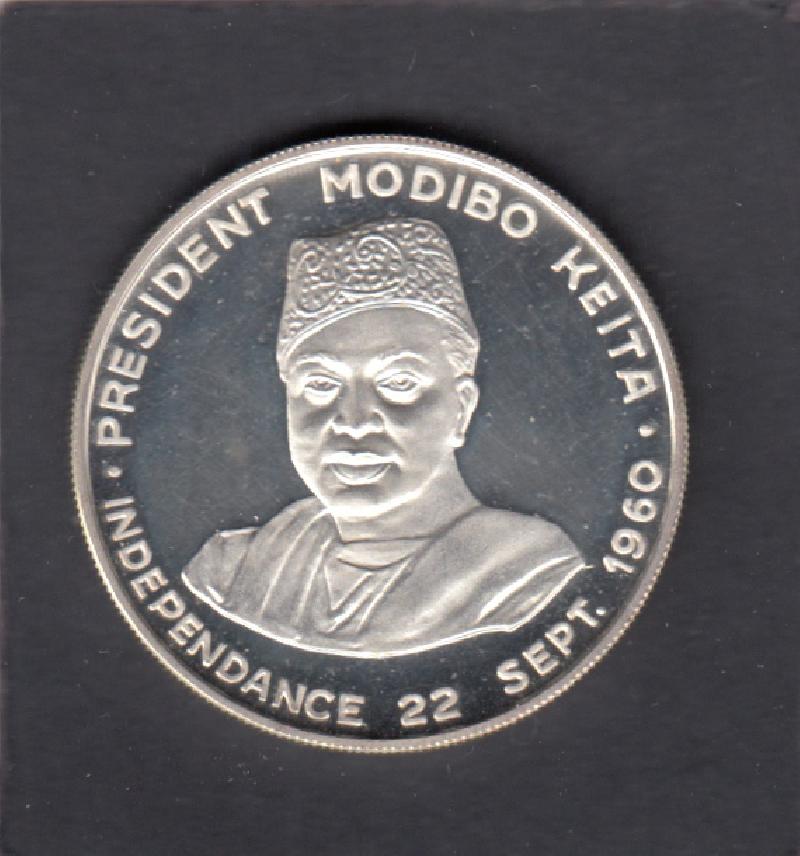 · PRESIDENT MODIBO KEITA ·
INDEPENDANCE 22 SEPT. 1960